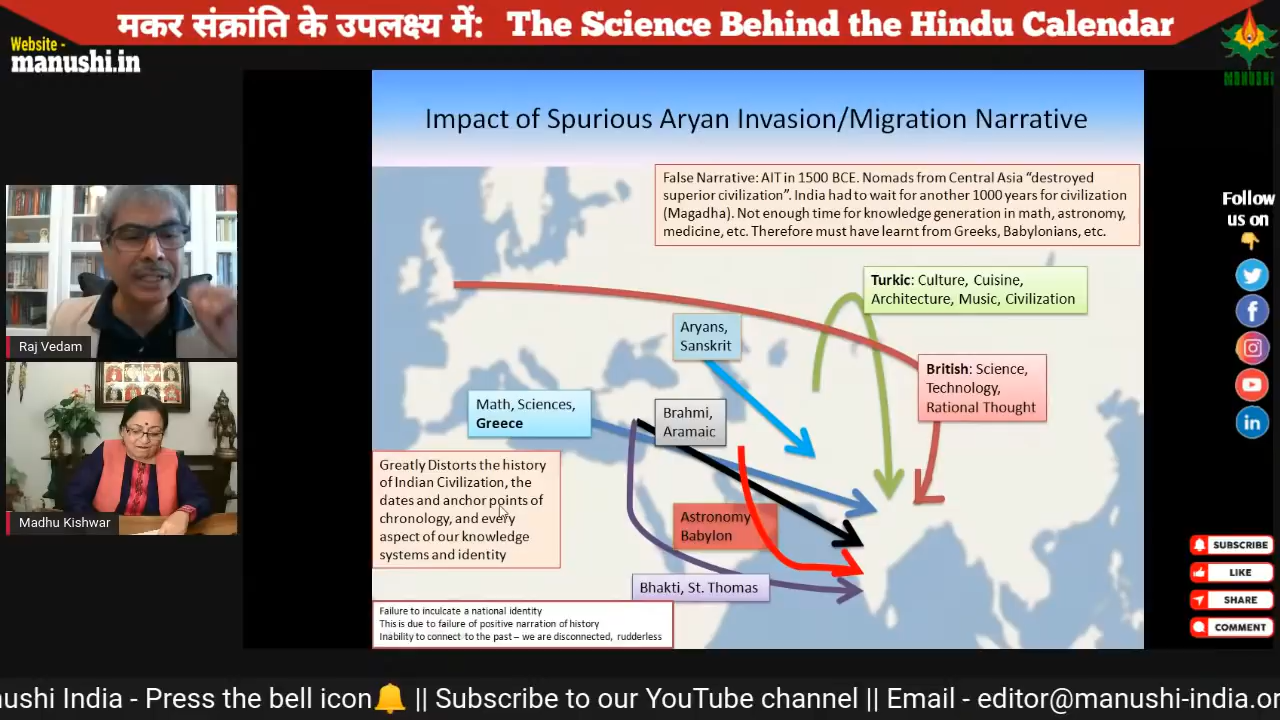 मकर संक्रांति के उपलक्ष्य में: The Science Behind the Hindu Calendar
Website -
manushi.in
MANUSHI
Impact of Spurious Aryan Invasion/Migration Narrative
False Narrative: AIT in 1500 BCE. Nomads from Central Asia “destroyed
superior civilization”. India had to wait for another 1000 years for civilization
(Magadha). Not enough time for knowledge generation in math, astronomy,
medicine, etc. Therefore must have learnt from Greeks, Babylonians, etc.
Follow
us on
Turkic: Culture, Cuisine,
Architecture, Music, Civilization
Aryans,
Sanskrit
Raj Vedam
British: Science,
Technology,
Rational Thought
Math, Sciences,
Greece
Brahmi,
Aramaic
Greatly Distorts the history
of Indian Civilization, the
dates and anchor points of
chronology, and every
aspect of our knowledge
systems and identity
Astronomy
Babylon
Madhu Kishwar
Bhakti, St. Thomas
Failure to inculcate a national identity
This is due to failure of positive narration of history
Inability to connect to the past – we are disconnected, rudderless
SUBSCRIBE
LIKE
SHARE
COMMENT
nushi India - Press the bell icon🔔 || Subscribe to our YouTube channel || Email - editor@manushi-india.or